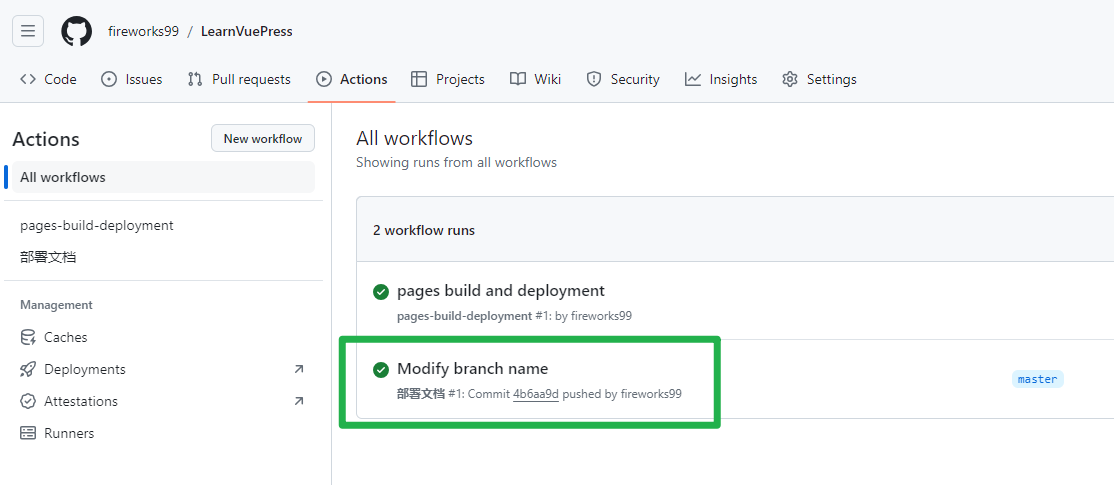 fireworks99 / LearnVuePress
Code Issues Pull requests Actions Projects Wiki Security Insights Settings
Actions
New workflow
All workflows
pages-build-deployment
部署文档
Management
Caches
Deployments
Attestations
Runners
All workflows
Showing runs from all workflows
2 workflow runs
pages build and deployment
pages-build-deployment #1: by fireworks99
Modify branch name
部署文档 #1: Commit 4b6aa9d pushed by fireworks99
master